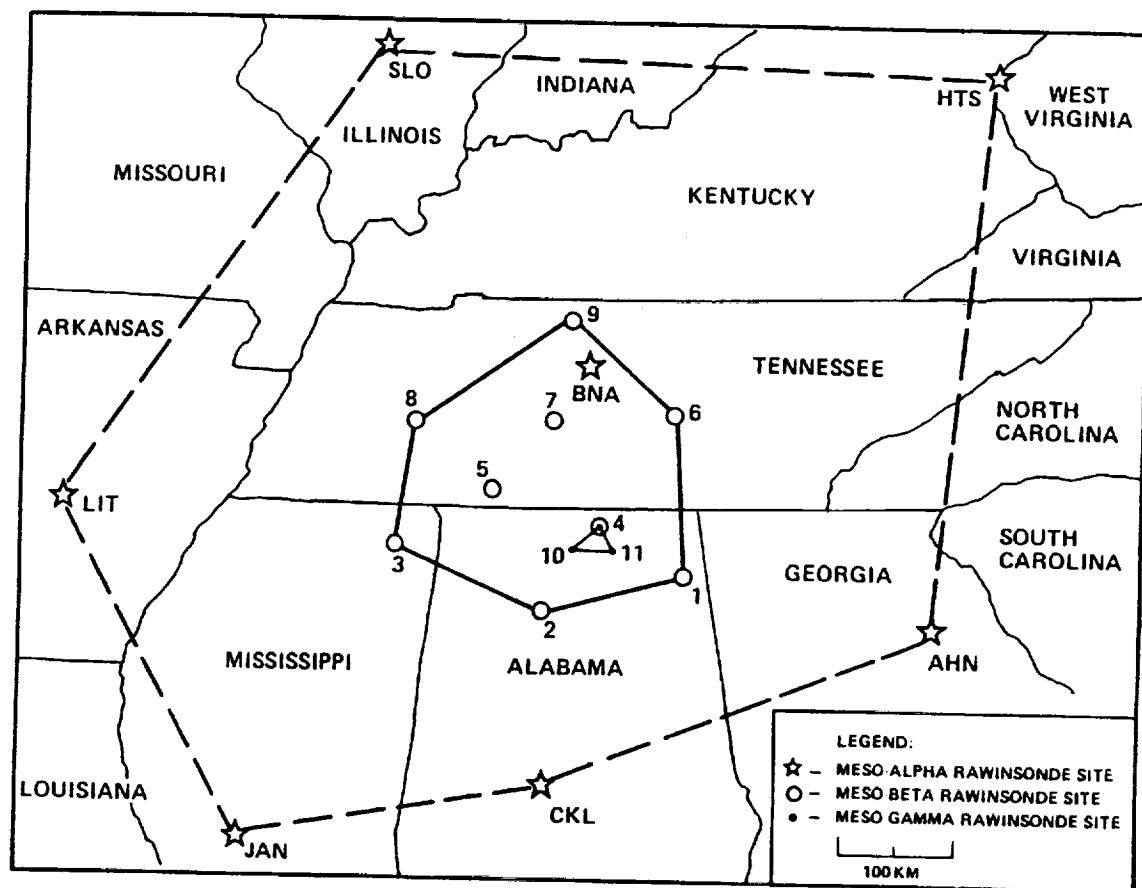 SLO
INDIANA
HTS
WEST
VIRGINIA
ILLINOIS
MISSOURI
KENTUCKY
VIRGINIA
ARKANSAS
9
TENNESSEE
BNA
8
7
6
NORTH
CAROLINA
5
LIT
4
SOUTH
CAROLINA
3
10
11
GEORGIA
1
2
MISSISSIPPI
ALABAMA
AHN
LOUISIANA
CKL
JAN
LEGEND:
– MESO-ALPHA RAWINSONDE SITE
– MESO BETA RAWINSONDE SITE
– MESO GAMMA RAWINSONDE SITE
100 KM